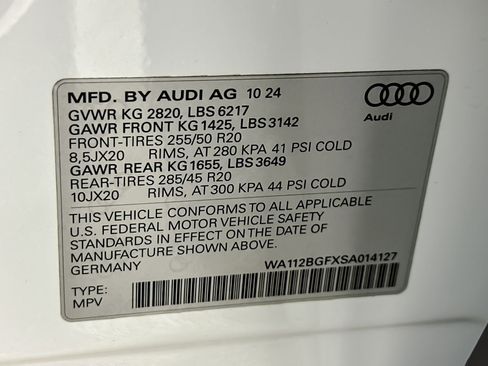 MFD. BY AUDI AG 10 24
GVWR KG 2820, LBS 6217
GAWR FRONT KG 1425, LBS 3142
FRONT-TIRES 255/50 R20
8,5JX20 RIMS, AT 280 KPA 41 PSI COLD
GAWR REAR KG 1655, LBS 3649
REAR-TIRES 285/45 R20
10JX20 RIMS, AT 300 KPA 44 PSI COLD
Audi
THIS VEHICLE CONFORMS TO ALL APPLICABLE
U.S. FEDERAL MOTOR VEHICLE SAFETY
STANDARDS IN EFFECT ON THE DATE OF
MANUFACTURE SHOWN ABOVE.
GERMANY
WA112BGFXSA014127
TYPE:
MPV